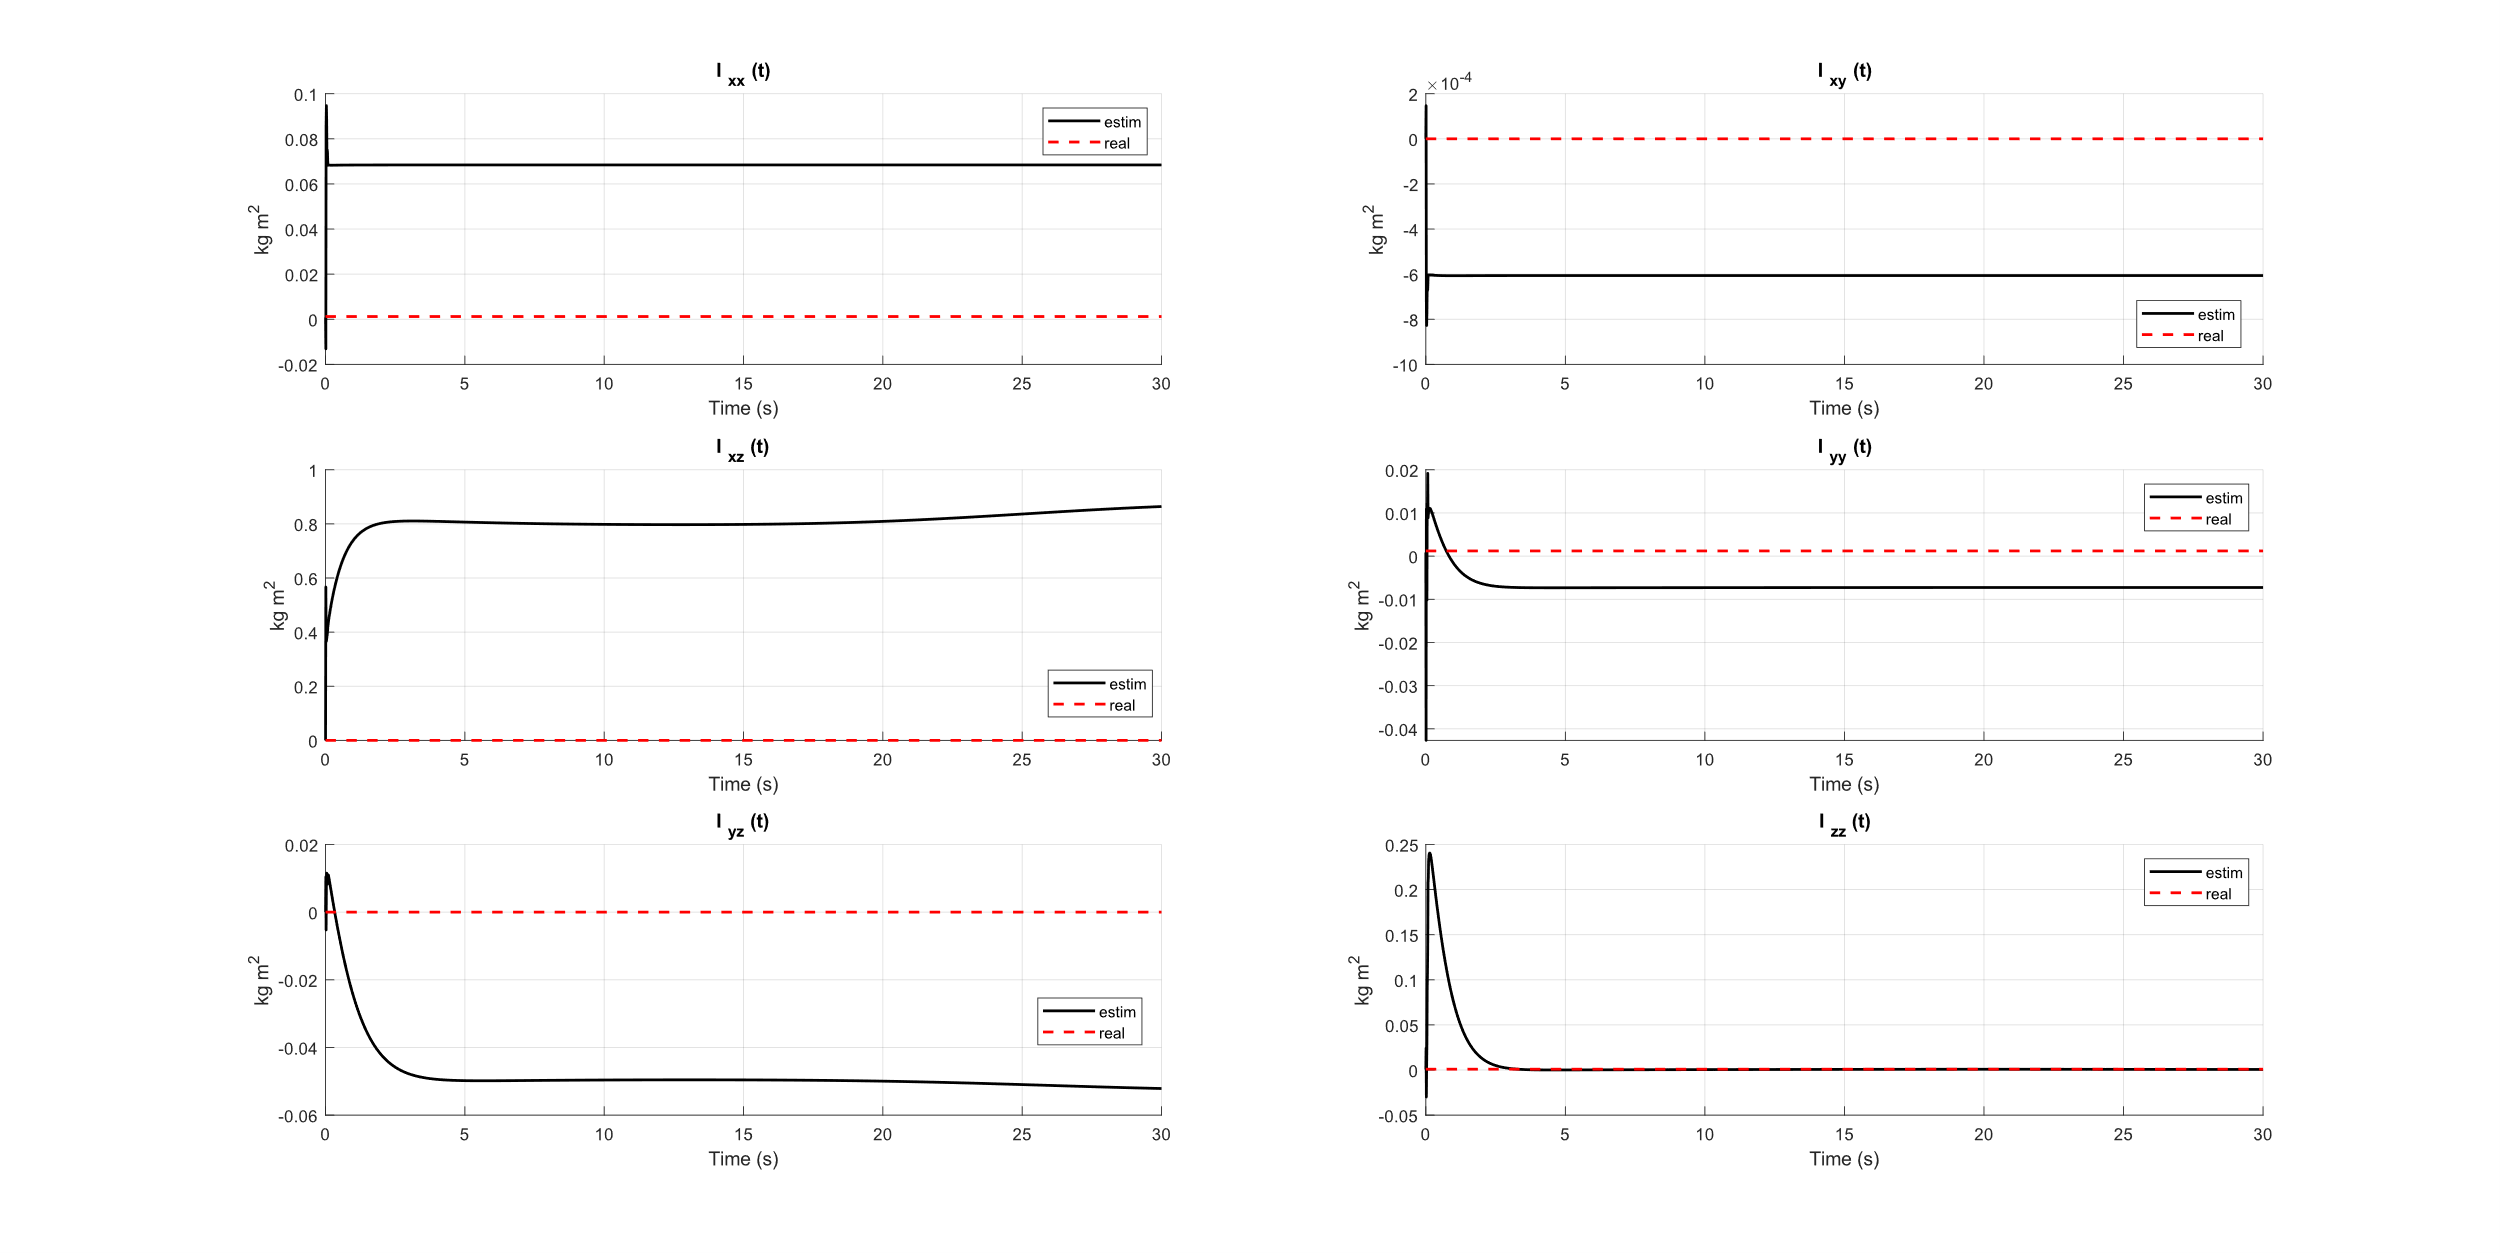 I xx (t)
0.1
0.08
0.06
0.04
0.02
0
-0.02
kg m2
estim
real
0 5 10 15 20 25 30
Time (s)
I xy (t)
× 10-4
2
0
-2
-4
-6
-8
-10
kg m2
estim
real
0 5 10 15 20 25 30
Time (s)
I xz (t)
1
0.8
0.6
0.4
0.2
0
kg m2
estim
real
0 5 10 15 20 25 30
Time (s)
I yy (t)
0.02
0.01
0
-0.01
-0.02
-0.03
-0.04
kg m2
estim
real
0 5 10 15 20 25 30
Time (s)
I yz (t)
0.02
0
-0.02
-0.04
-0.06
kg m2
estim
real
0 5 10 15 20 25 30
Time (s)
I zz (t)
0.25
0.2
0.15
0.1
0.05
0
-0.05
kg m2
estim
real
0 5 10 15 20 25 30
Time (s)